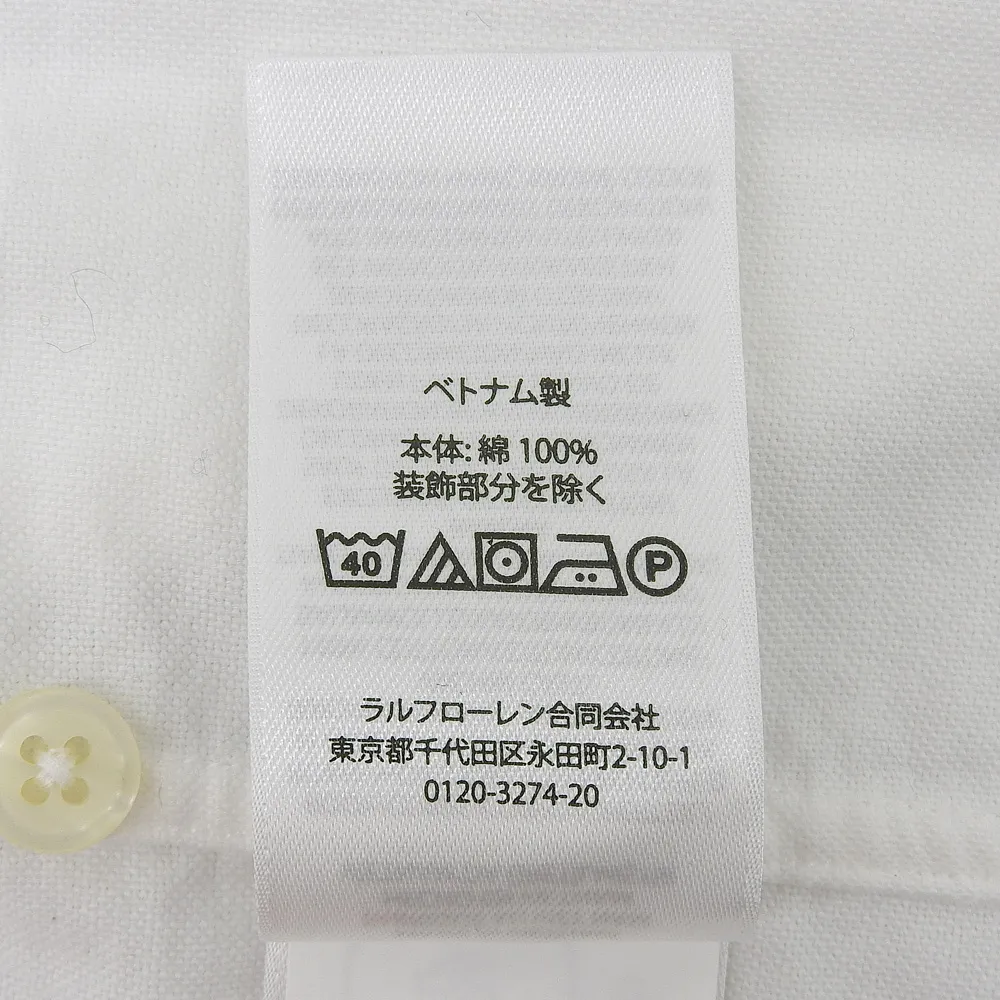 ベトナム製
本体: 綿 100%
装飾部分を除く
40
P
ラルフローレン合同会社
東京都千代田区永田町2-10-1
0120-3274-20